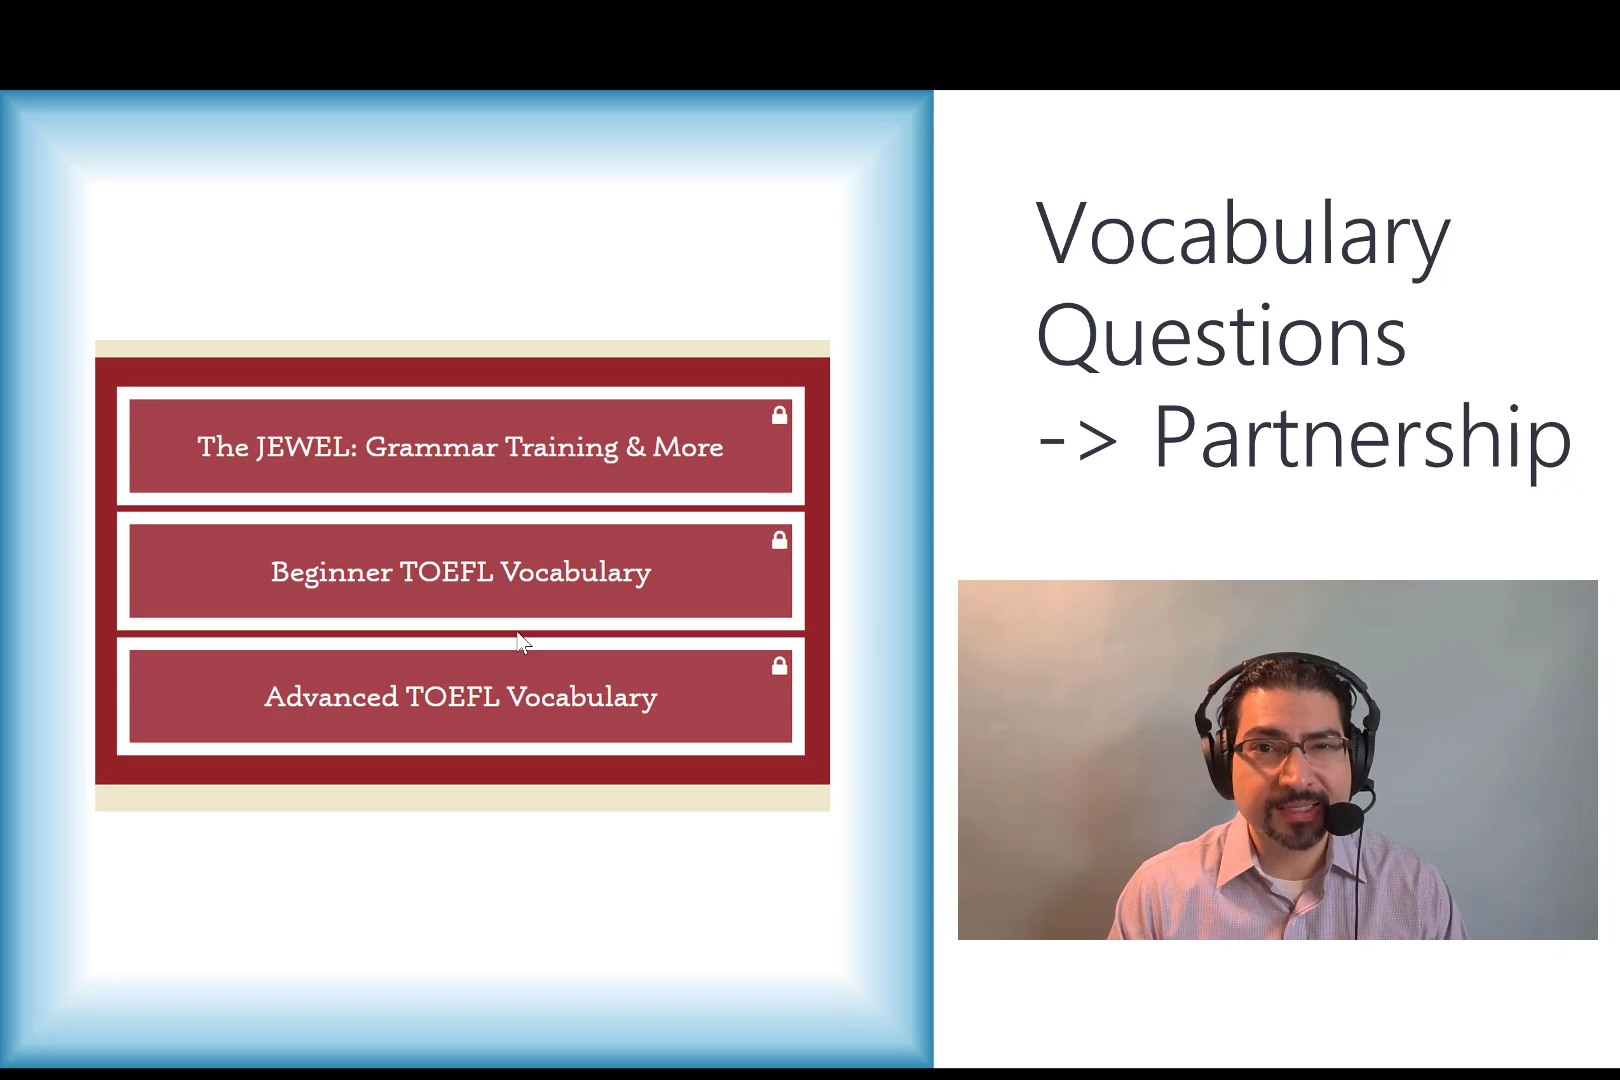 The JEWEL: Grammar Training & More
Beginner TOEFL Vocabulary
Advanced TOEFL Vocabulary
Vocabulary
Questions
-> Partnership